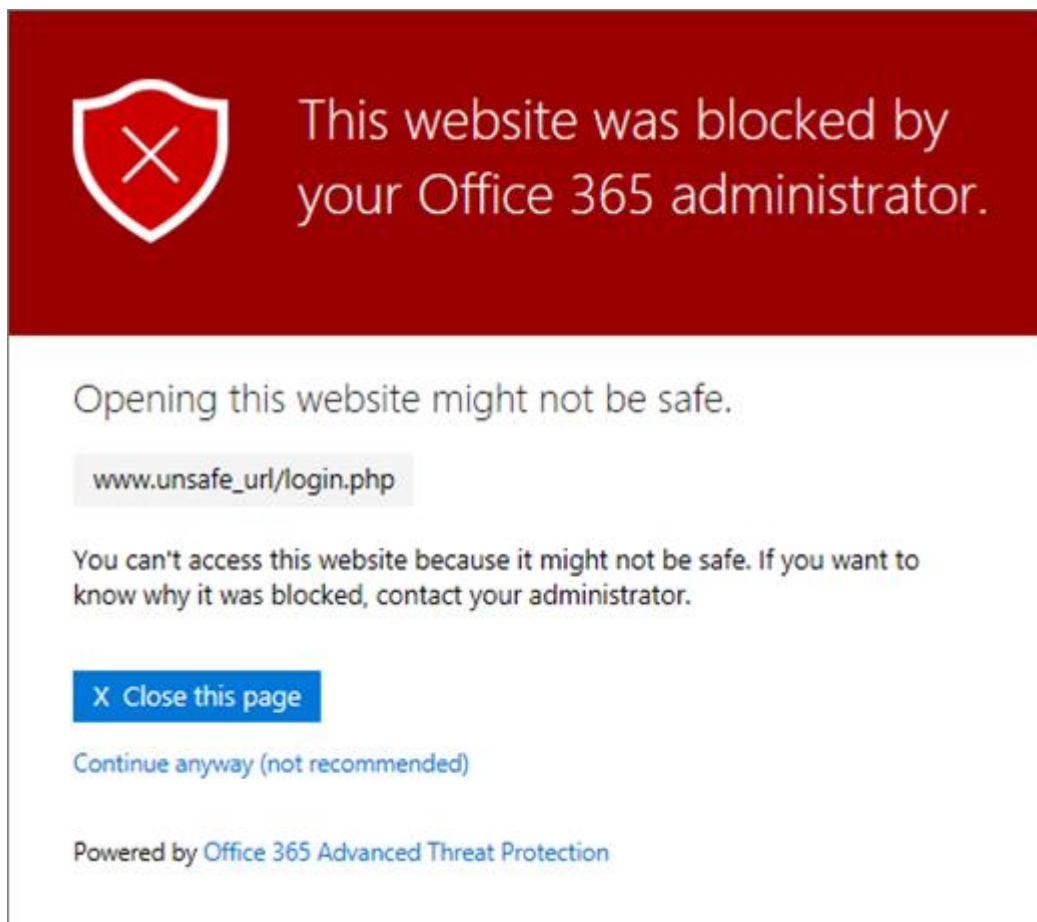 This website was blocked by
your Office 365 administrator.
Opening this website might not be safe.
www.unsafe_url/login.php
You can't access this website because it might not be safe. If you want to
know why it was blocked, contact your administrator.
X Close this page
Continue anyway (not recommended)
Powered by Office 365 Advanced Threat Protection